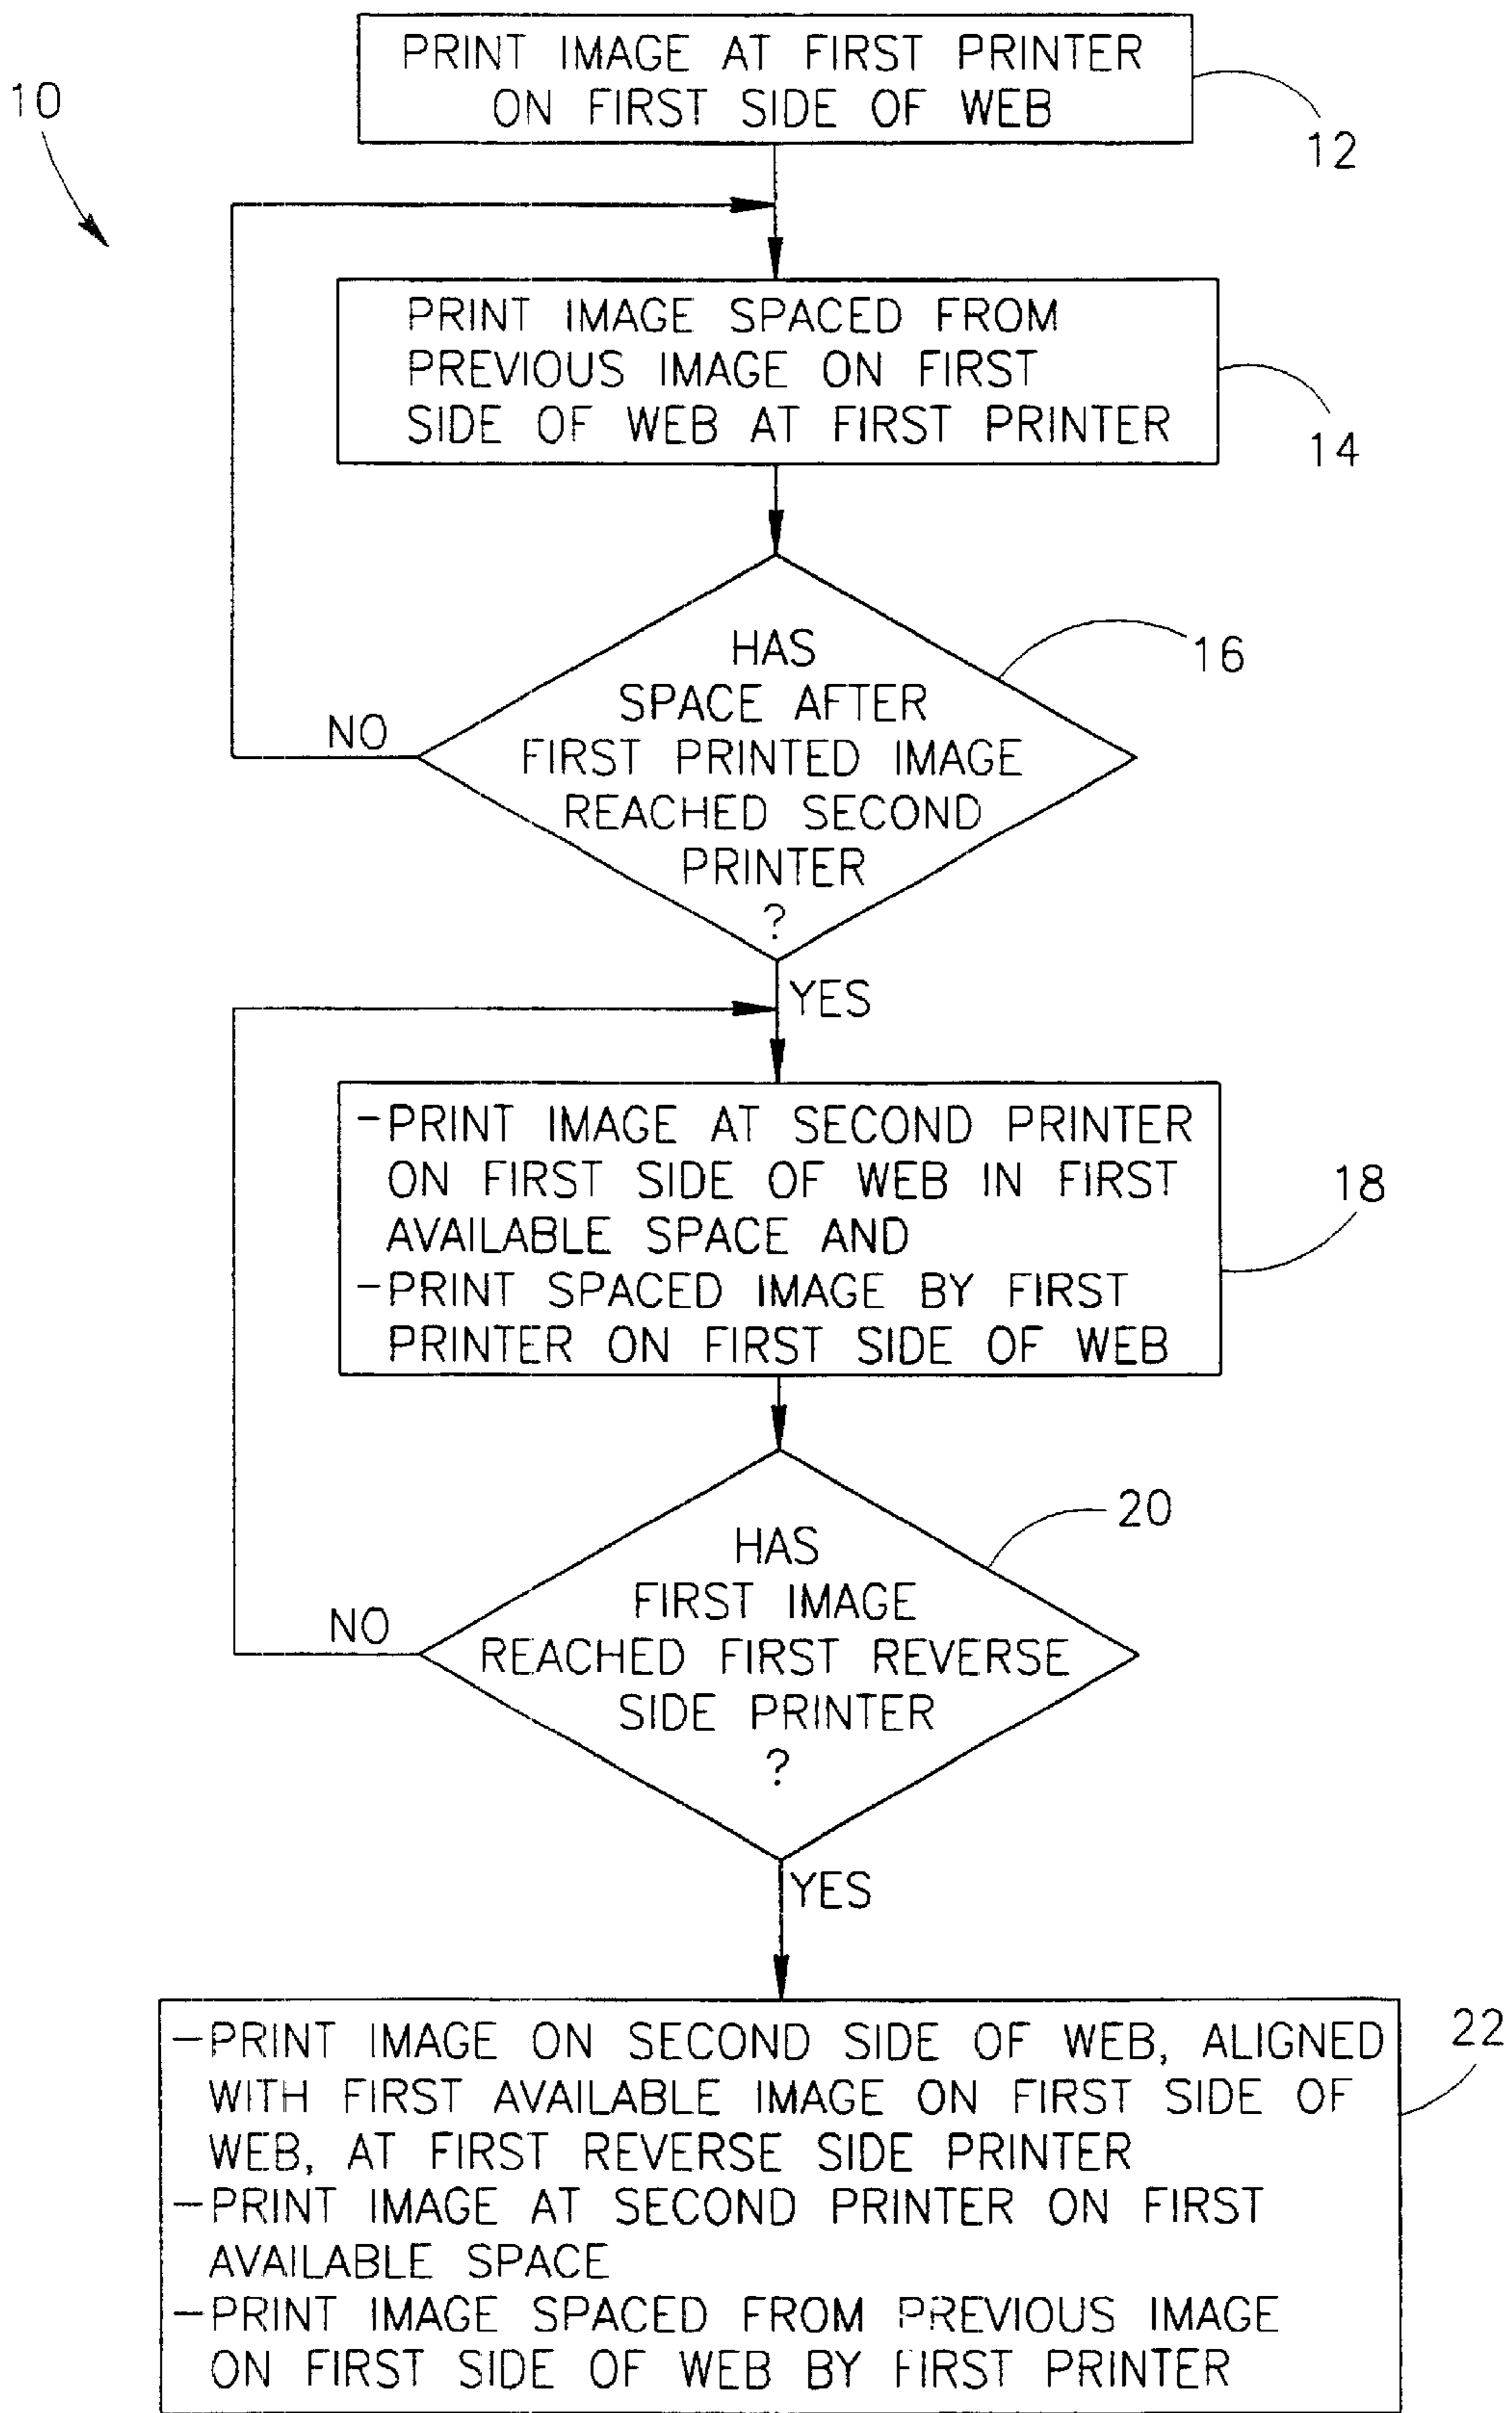 PRINT IMAGE AT FIRST PRINTER
ON FIRST SIDE OF WEB
10
12
PRINT IMAGE SPACED FROM
PREVIOUS IMAGE ON FIRST
SIDE OF WEB AT FIRST PRINTER
14
HAS
SPACE AFTER
FIRST PRINTED IMAGE
REACHED SECOND
PRINTER
?
16
NO
YES
-PRINT IMAGE AT SECOND PRINTER
ON FIRST SIDE OF WEB IN FIRST
AVAILABLE SPACE AND
-PRINT SPACED IMAGE BY FIRST
PRINTER ON FIRST SIDE OF WEB
18
HAS
FIRST IMAGE
REACHED FIRST REVERSE
SIDE PRINTER
?
20
NO
YES
-PRINT IMAGE ON SECOND SIDE OF WEB, ALIGNED
WITH FIRST AVAILABLE IMAGE ON FIRST SIDE OF
WEB, AT FIRST REVERSE SIDE PRINTER
-PRINT IMAGE AT SECOND PRINTER ON FIRST
AVAILABLE SPACE
-PRINT IMAGE SPACED FROM PREVIOUS IMAGE
ON FIRST SIDE OF WEB BY FIRST PRINTER
22